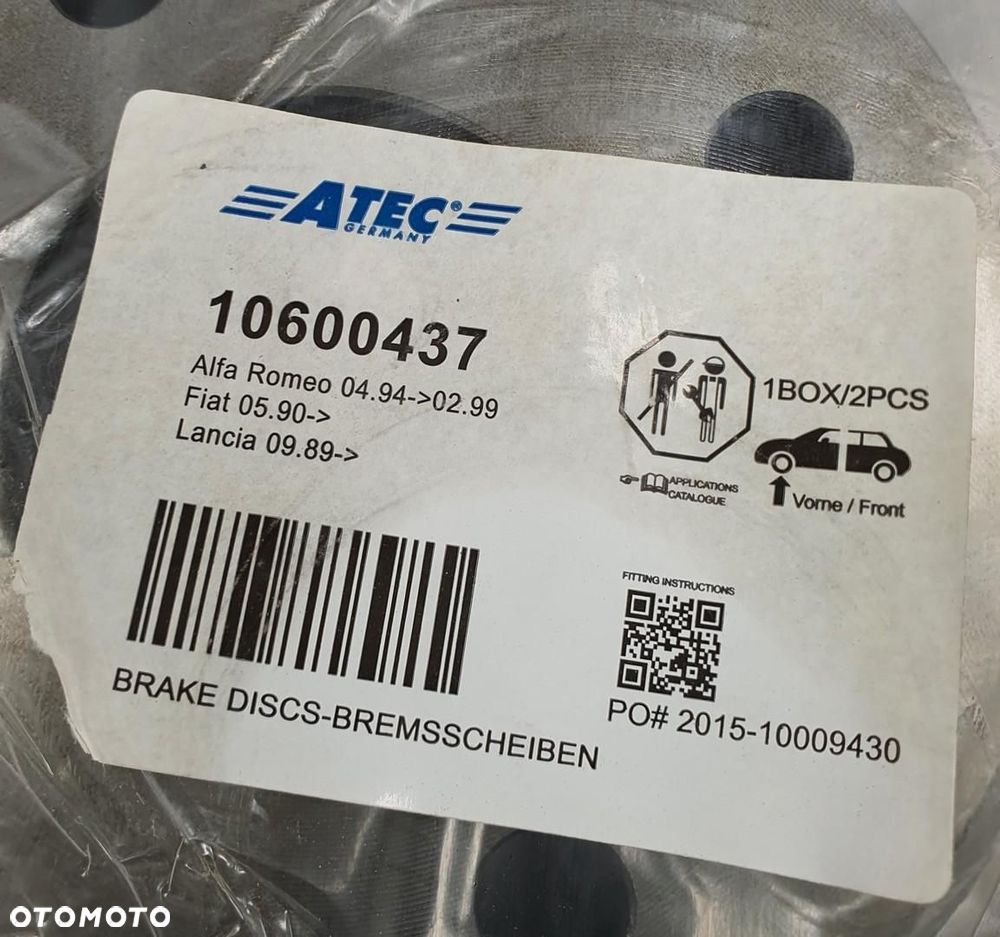 ATEC®
GERMANY
10600437
Alfa Romeo 04.94->02.99
Fiat 05.90->
Lancia 09.89->
1BOX/2PCS
APPLICATIONS
CATALOGUE
Vorne / Front
FITTING INSTRUCTIONS
BRAKE DISCS-BREMSSCHEIBEN
PO# 2015-10009430
OTOMOTO